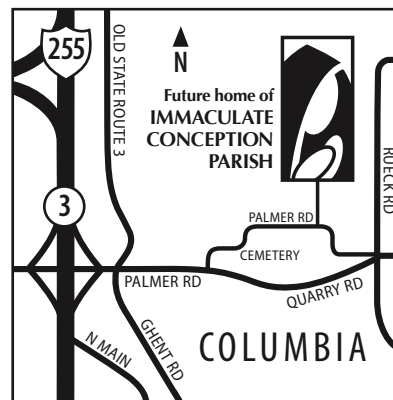 255
OLD STATE ROUTE 3
N
Future home of
IMMACULATE
CONCEPTION
PARISH
RUECK RD
3
PALMER RD
CEMETERY
PALMER RD
QUARRY RD
N MAIN
GHENT RD
COLUMBIA